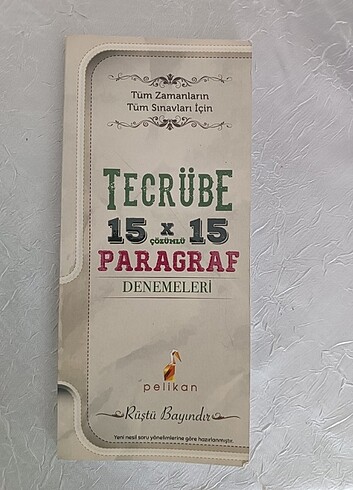 Tüm Zamanların
Tüm Sınavları İçin
TECRÜBE
15 x 15
ÇÖZÜMLÜ
PARAGRAF
DENEMELERİ
pelikan
Rüştü Bayındır
Yeni nesil soru yönelimlerine göre hazırlanmıştır.